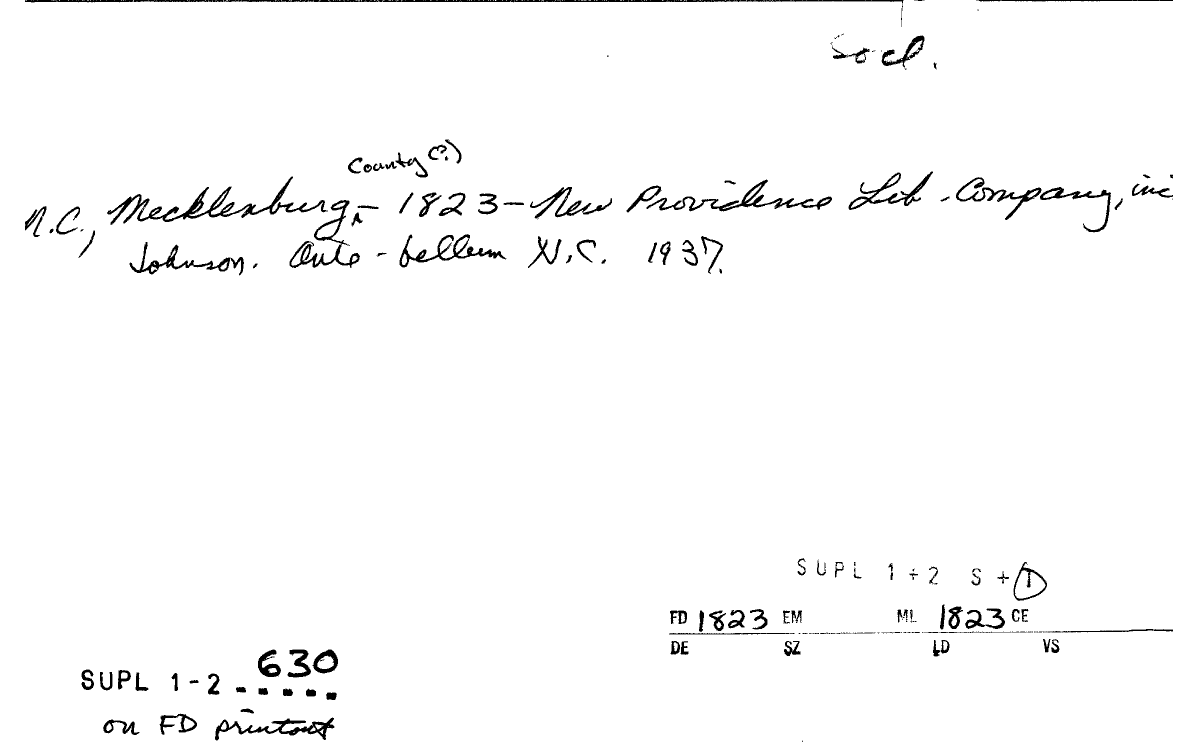 Socl.
County (?)
N.C., Mecklenburg, - 1823 - New Providence Lib. Company, inc
Johnson. Ante-bellum N.C. 1937.
SUPL 1+2 S+T
FD 1823 EM ML 1823 CE
DE SZ LD VS
SUPL 1-2 630
on FD printout